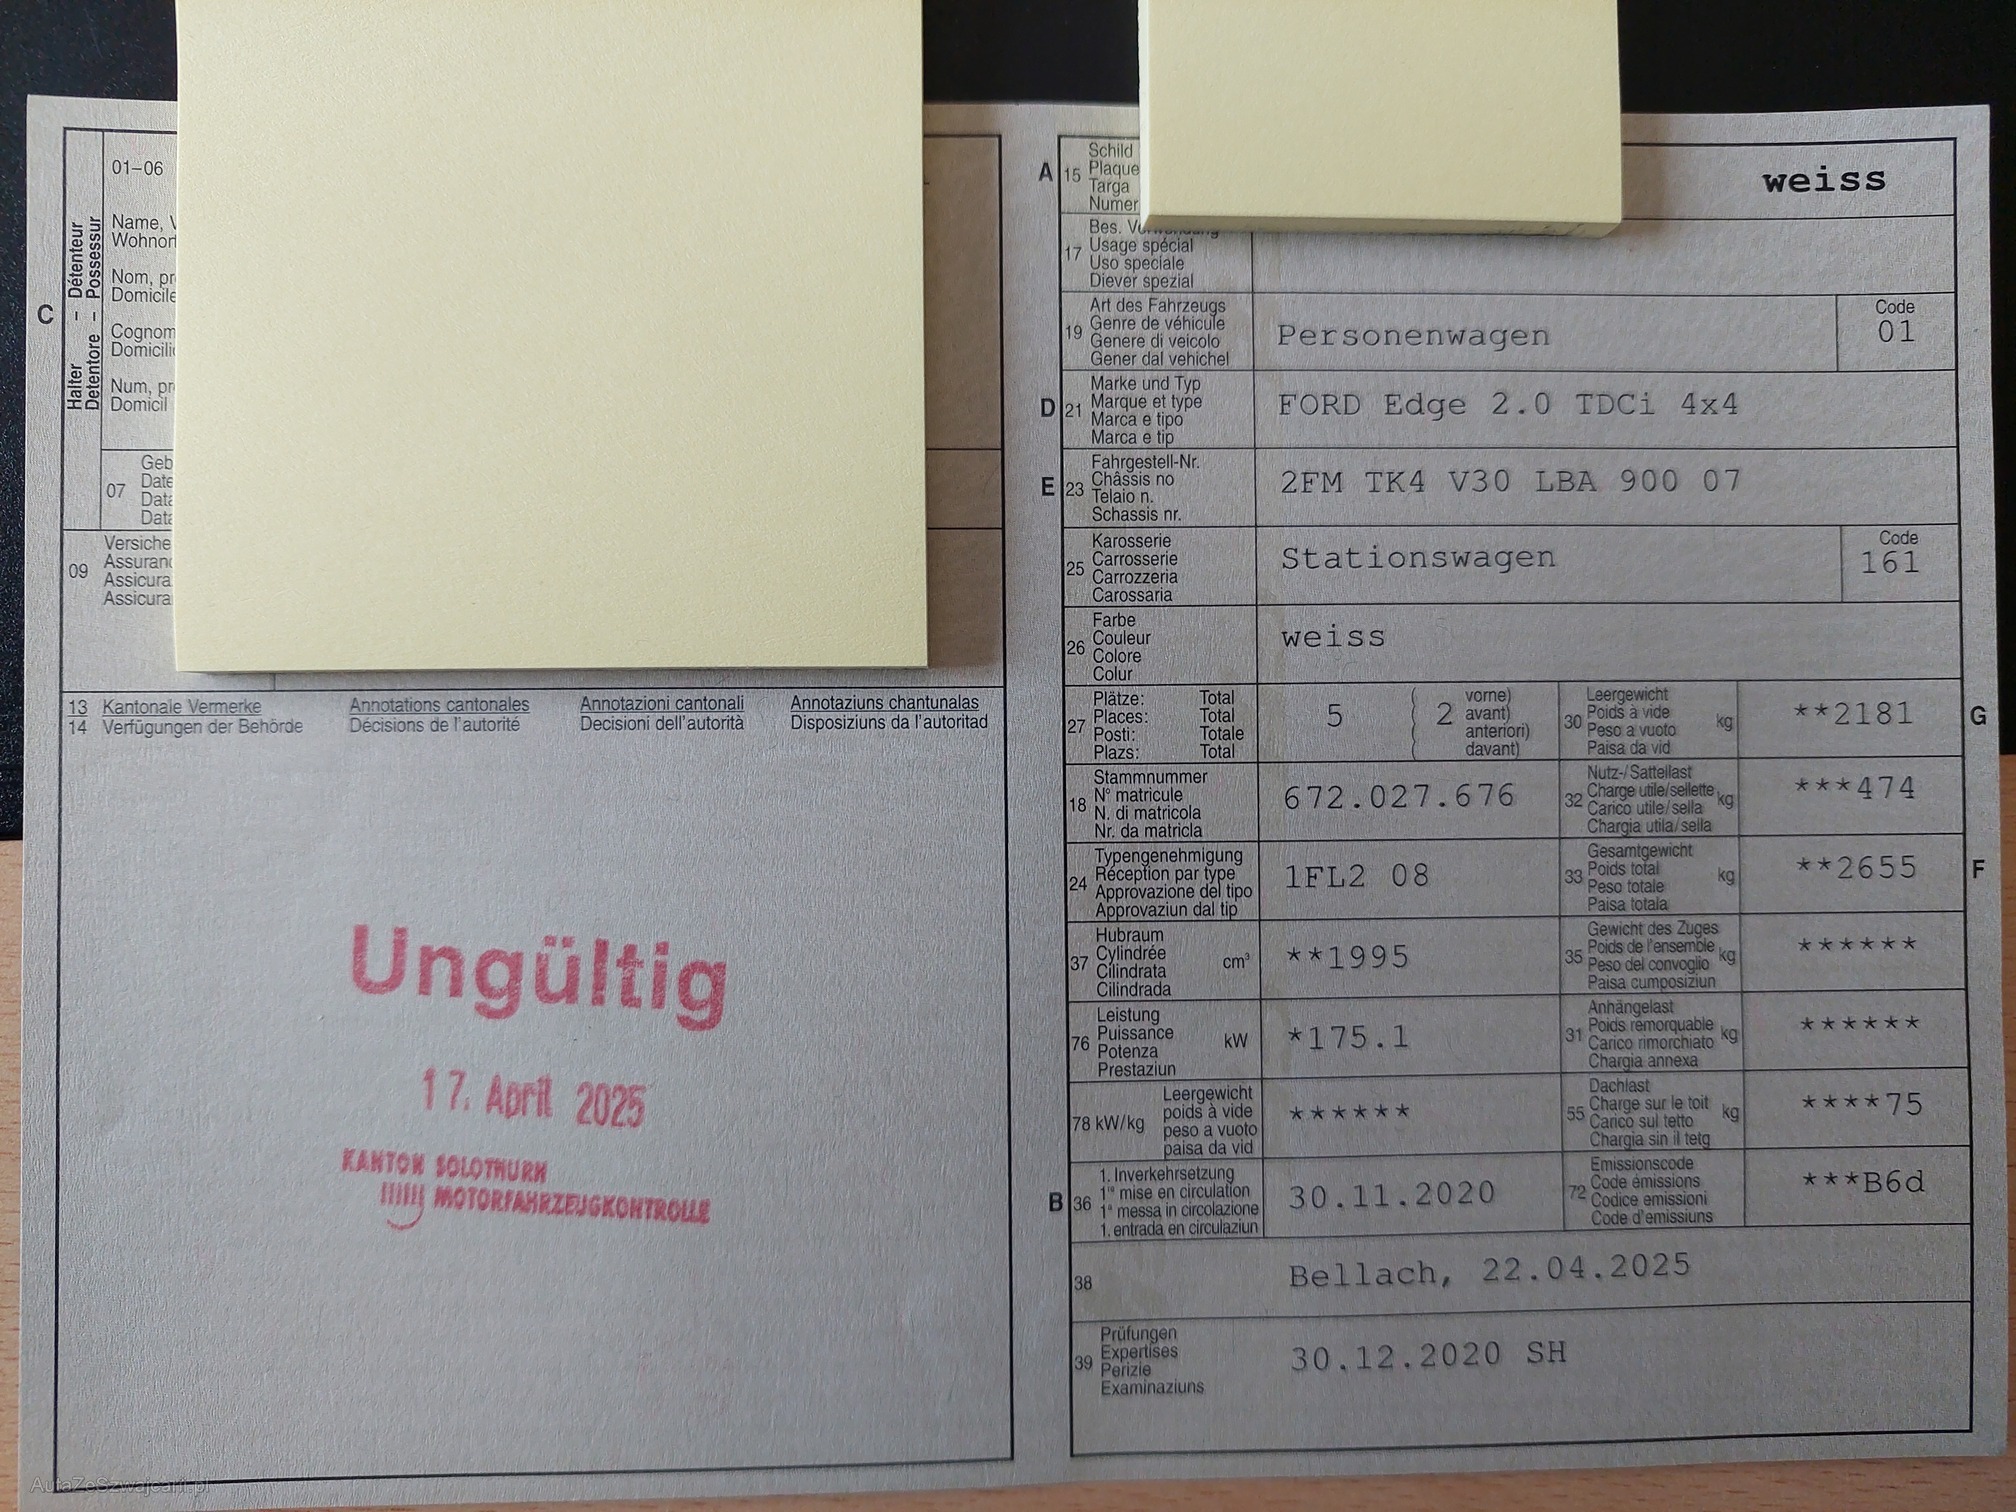 01-06
Name, V
Wohnort
Nom, pr
Domicile
Cognom
Domicilio
Num, pr
Domicil
C
Halter – Détenteur
Detentore – Possessur
07
Geb
Date
Data
Data
09
Versiche
Assuranc
Assicura
Assicura
13 Kantonale Vermerke Annotations cantonales Annotazioni cantonali Annotaziuns chantunalas
14 Verfügungen der Behörde Décisions de l'autorité Decisioni dell'autorità Disposiziuns da l'autoritad
Ungültig
17. April 2025
KANTON SOLOTHURN
MOTORFAHRZEUGKONTROLLE
A 15
Schild
Plaque
Targa
Numer
weiss
17
Bes. Verwendung
Usage spécial
Uso speciale
Diever spezial
19
Art des Fahrzeugs
Genre de véhicule
Genere di veicolo
Gener dal vehichel
Personenwagen
Code
01
D 21
Marke und Typ
Marque et type
Marca e tipo
Marca e tip
FORD Edge 2.0 TDCi 4x4
E 23
Fahrgestell-Nr.
Châssis no
Telaio n.
Schassis nr.
2FM TK4 V30 LBA 900 07
25
Karosserie
Carrosserie
Carrozzeria
Carossaria
Stationswagen
Code
161
26
Farbe
Couleur
Colore
Colur
weiss
27
Plätze: Total
Places: Total
Posti: Totale
Plazs: Total
5 ( 2
vorne)
avant)
anteriori)
davant)
30
Leergewicht
Poids à vide
Peso a vuoto
Paisa da vid
kg
**2181
G
18
Stammnummer
N° matricule
N. di matricola
Nr. da matricla
672.027.676
32
Nutz-/Sattellast
Charge utile/sellette
Carico utile/sella
Chargia utila/sella
kg
***474
24
Typengenehmigung
Réception par type
Approvazione del tipo
Approvaziun dal tip
1FL2 08
33
Gesamtgewicht
Poids total
Peso totale
Paisa totala
kg
**2655
F
37
Hubraum
Cylindrée
Cilindrata
Cilindrada
cm³
**1995
35
Gewicht des Zuges
Poids de l'ensemble
Peso del convoglio
Paisa cumposiziun
kg
******
76
Leistung
Puissance
Potenza
Prestaziun
kW
*175.1
31
Anhängelast
Poids remorquable
Carico rimorchiato
Chargia annexa
kg
******
78 kW/kg
Leergewicht
poids à vide
peso a vuoto
paisa da vid
******
55
Dachlast
Charge sur le toit
Carico sul tetto
Chargia sin il tetg
kg
****75
B 36
1. Inverkehrsetzung
1re mise en circulation
1a messa in circolazione
1. entrada en circulaziun
30.11.2020
72
Emissionscode
Code émissions
Codice emissioni
Code d'emissiuns
***B6d
38
Bellach, 22.04.2025
39
Prüfungen
Expertises
Perizie
Examinaziuns
30.12.2020 SH
AutaZeSzwajcarii.pl